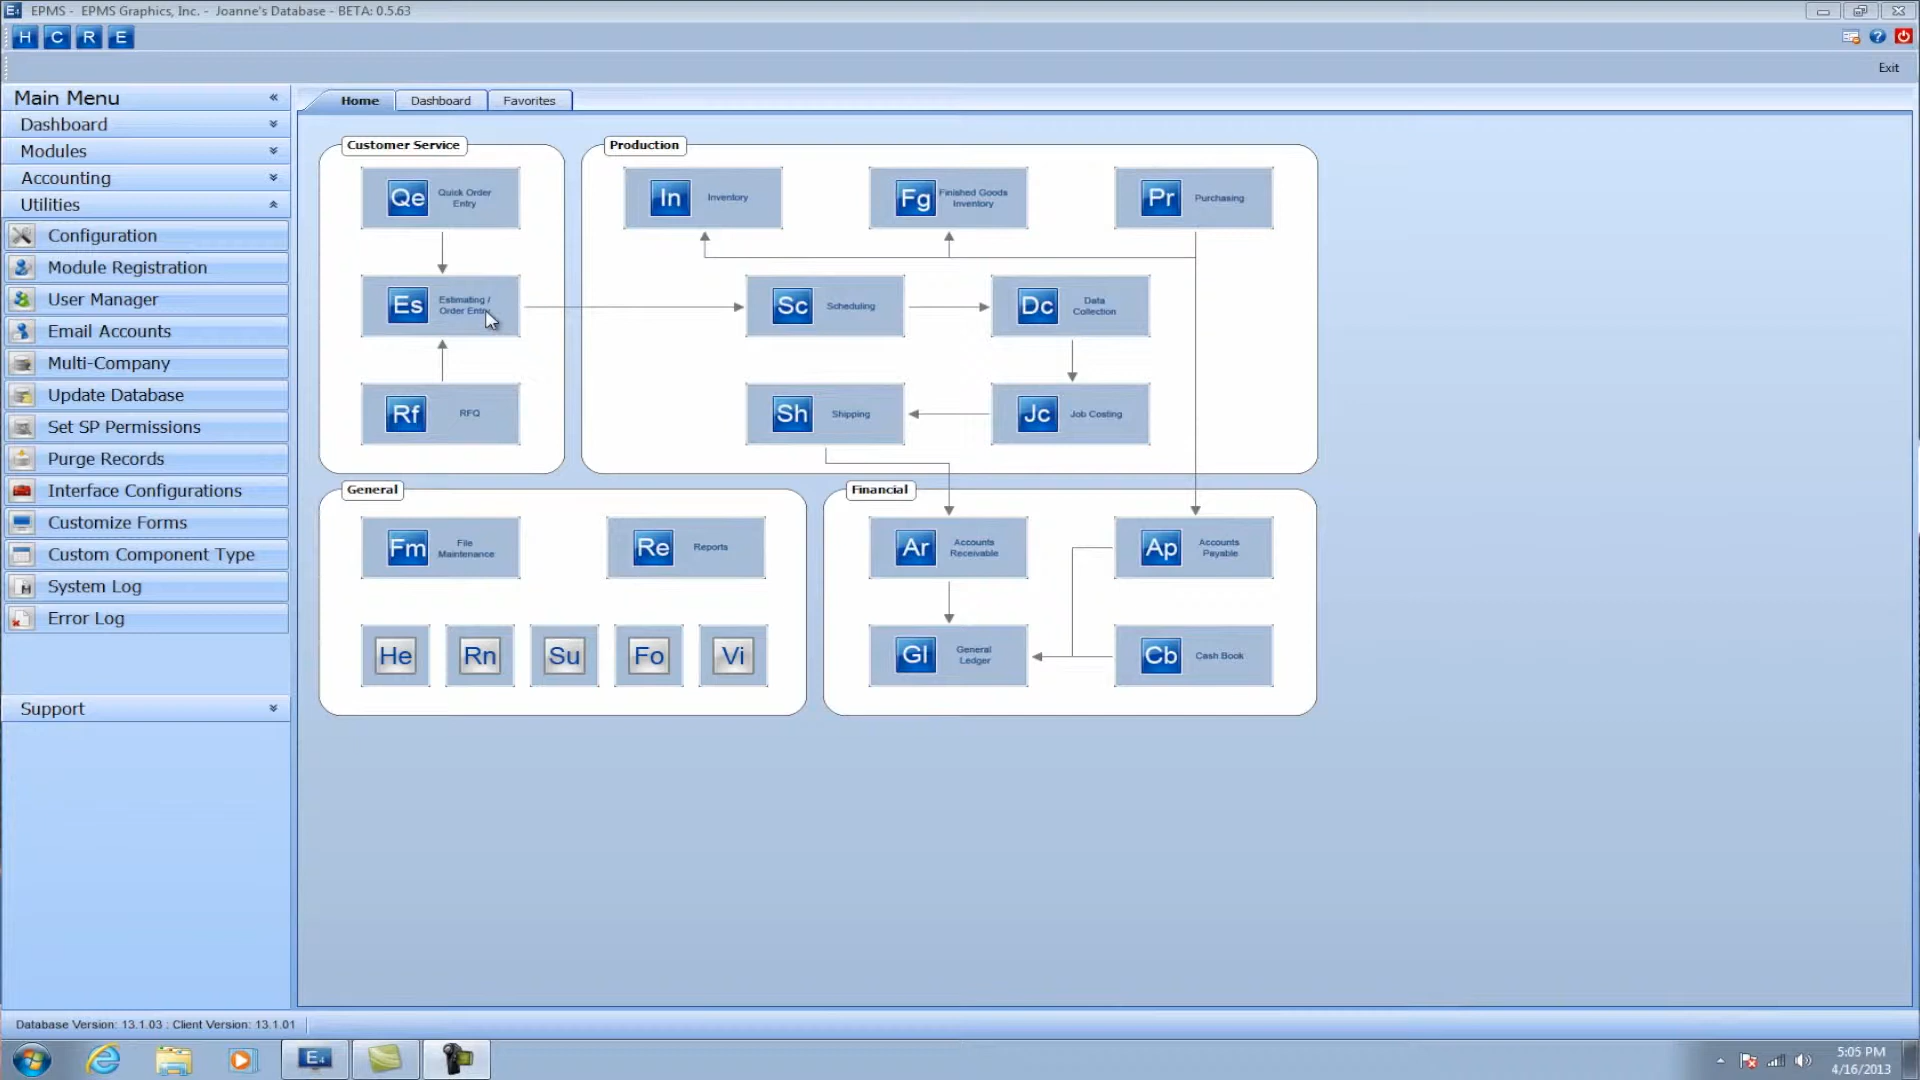 EPMS - EPMS Graphics, Inc. - Joanne's Database - BETA: 0.5.63
H C R E
Exit
Main Menu
Dashboard
Modules
Accounting
Utilities
Configuration
Module Registration
User Manager
Email Accounts
Multi-Company
Update Database
Set SP Permissions
Purge Records
Interface Configurations
Customize Forms
Custom Component Type
System Log
Error Log
Support
Home Dashboard Favorites
Customer Service
Qe Quick Order
Entry
Es Estimating /
Order Entry
Rf RFQ
Production
In Inventory
Fg Finished Goods
Inventory
Pr Purchasing
Sc Scheduling
Dc Data
Collection
Sh Shipping
Jc Job Costing
General
Fm File
Maintenance
Re Reports
He Rn Su Fo Vi
Financial
Ar Accounts
Receivable
Ap Accounts
Payable
Gl General
Ledger
Cb Cash Book
Database Version: 13.1.03 : Client Version: 13.1.01
5:05 PM
4/16/2013